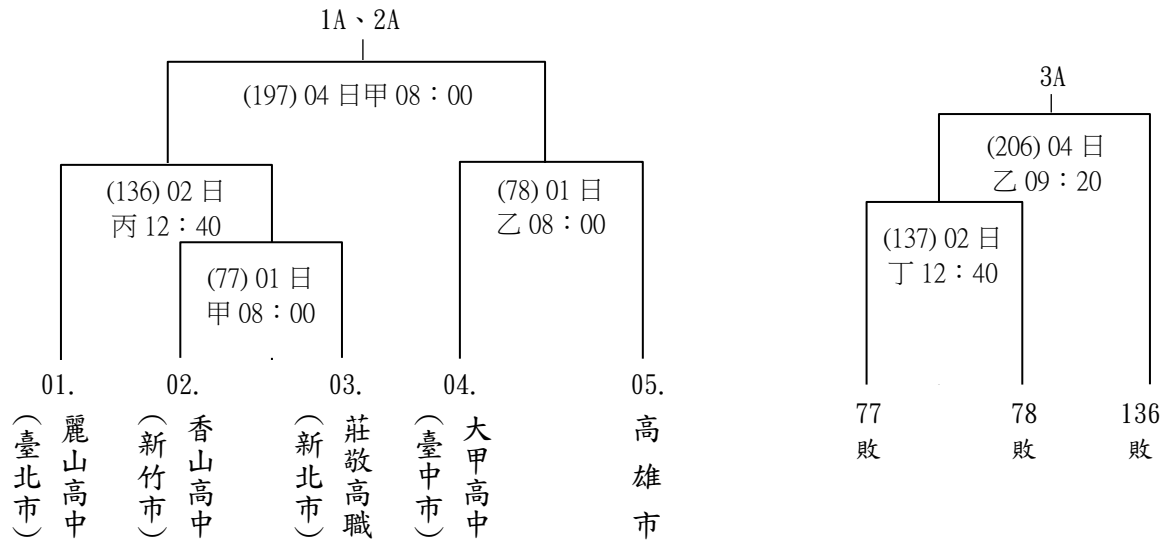 1A、2A
(197) 04 日甲 08：00
(136) 02 日
丙 12：40
(78) 01 日
乙 08：00
(77) 01 日
甲 08：00
01.
02.
03.
04.
05.
麗山高中
（臺北市）
香山高中
（新竹市）
莊敬高職
（新北市）
大甲高中
（臺中市）
高雄市
3A
(206) 04 日
乙 09：20
(137) 02 日
丁 12：40
77
敗
78
敗
136
敗